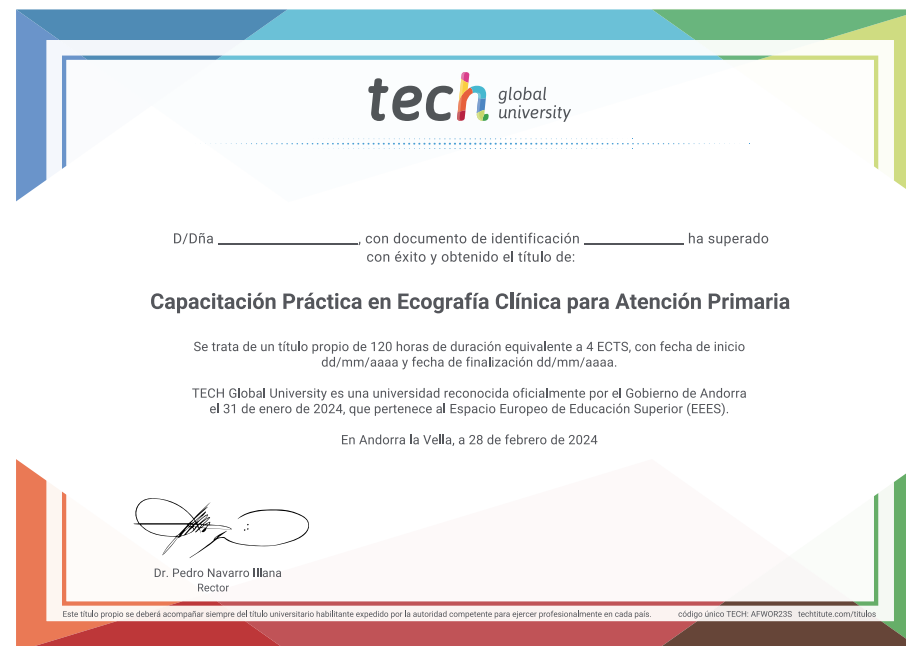 tech global university
D/Dña ____________________, con documento de identificación ______________ ha superado
con éxito y obtenido el título de:
Capacitación Práctica en Ecografía Clínica para Atención Primaria
Se trata de un título propio de 120 horas de duración equivalente a 4 ECTS, con fecha de inicio
dd/mm/aaaa y fecha de finalización dd/mm/aaaa.
TECH Global University es una universidad reconocida oficialmente por el Gobierno de Andorra
el 31 de enero de 2024, que pertenece al Espacio Europeo de Educación Superior (EEES).
En Andorra la Vella, a 28 de febrero de 2024
Dr. Pedro Navarro Illana
Rector
Este título propio se deberá acompañar siempre del título universitario habilitante expedido por la autoridad competente para ejercer profesionalmente en cada país. código único TECH: AFWOR23S techtitute.com/titulos